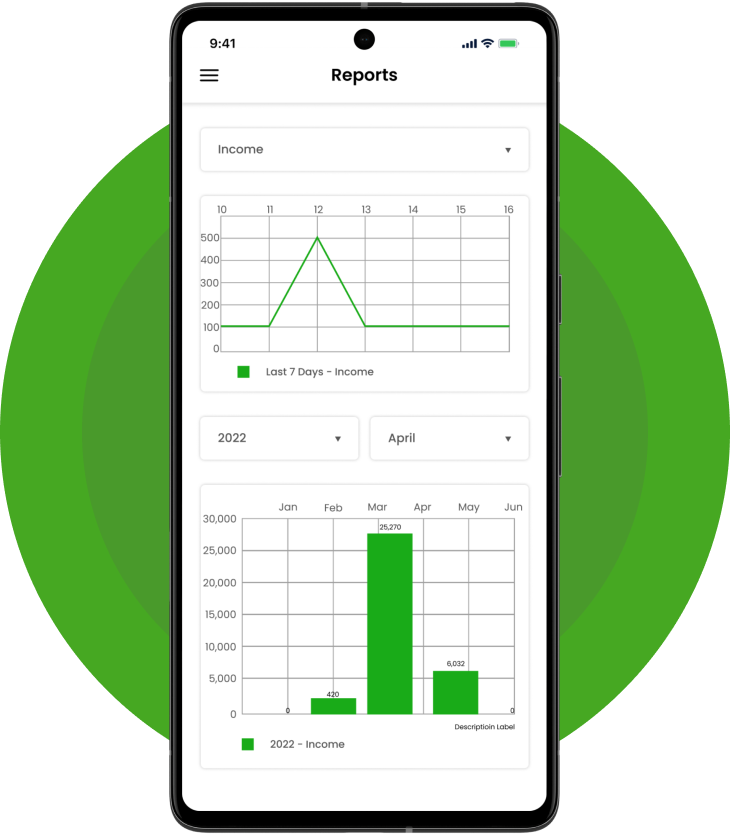 9:41
Reports
Income
10 11 12 13 14 15 16
500
400
300
200
100
0
Last 7 Days - Income
2022 April
Jan Feb Mar Apr May Jun
30,000
25,270
25,000
20,000
15,000
10,000
6,032
5,000
420
0 0 0
Descriptioin Label
2022 - Income